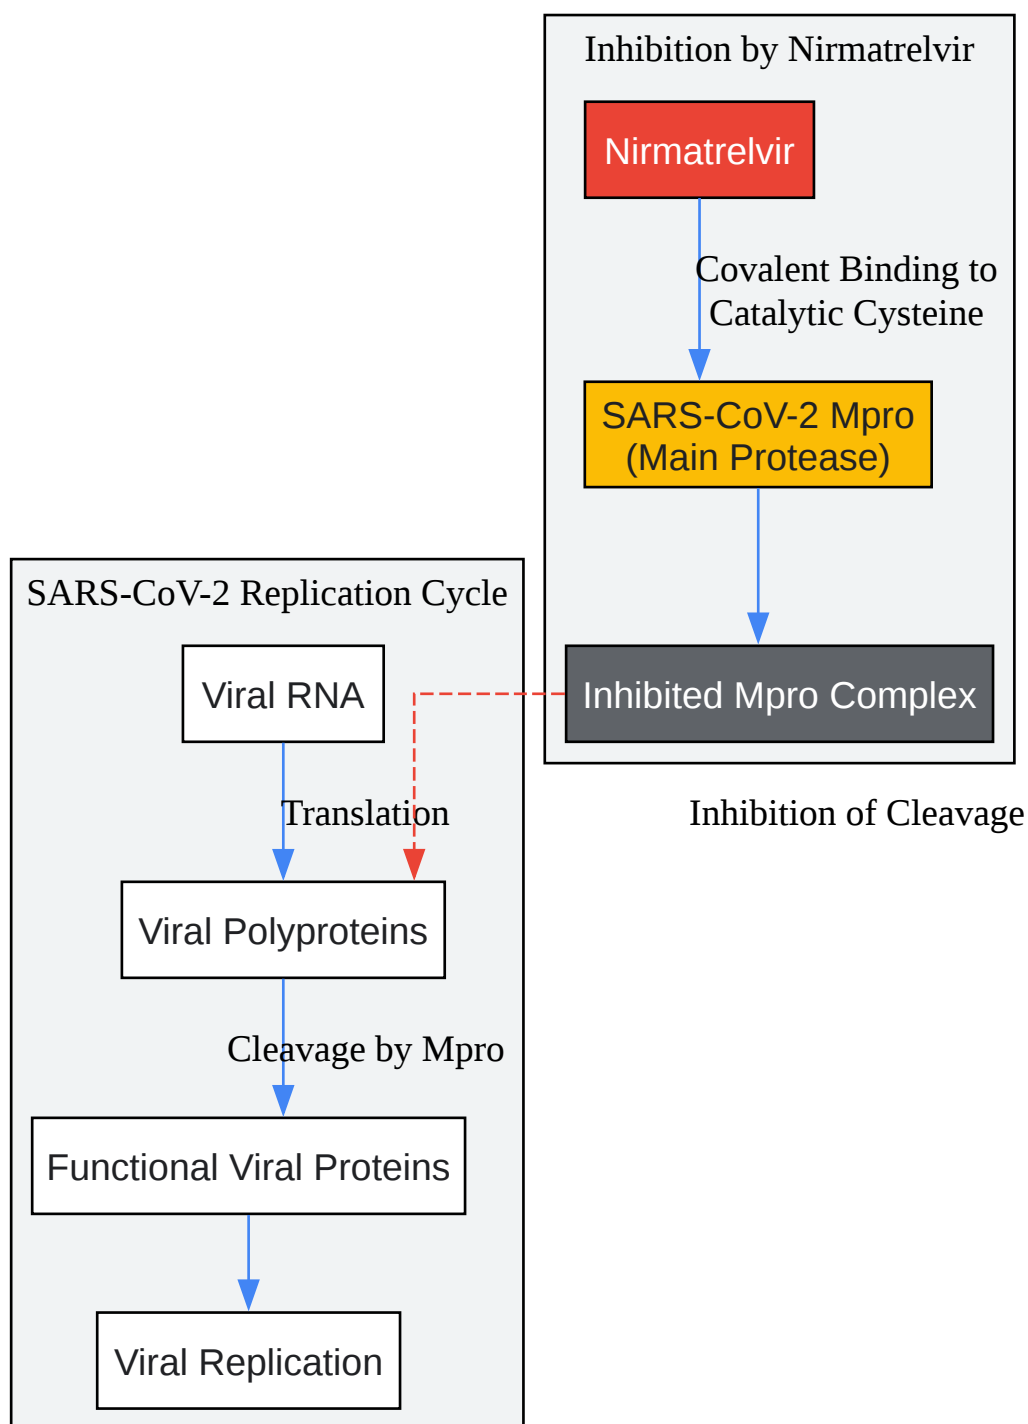 Inhibition by Nirmatrelvir
Nirmatrelvir
Covalent Binding to
Catalytic Cysteine
SARS-CoV-2 Mpro
(Main Protease)
Inhibited Mpro Complex
Inhibition of Cleavage
SARS-CoV-2 Replication Cycle
Viral RNA
Translation
Viral Polyproteins
Cleavage by Mpro
Functional Viral Proteins
Viral Replication